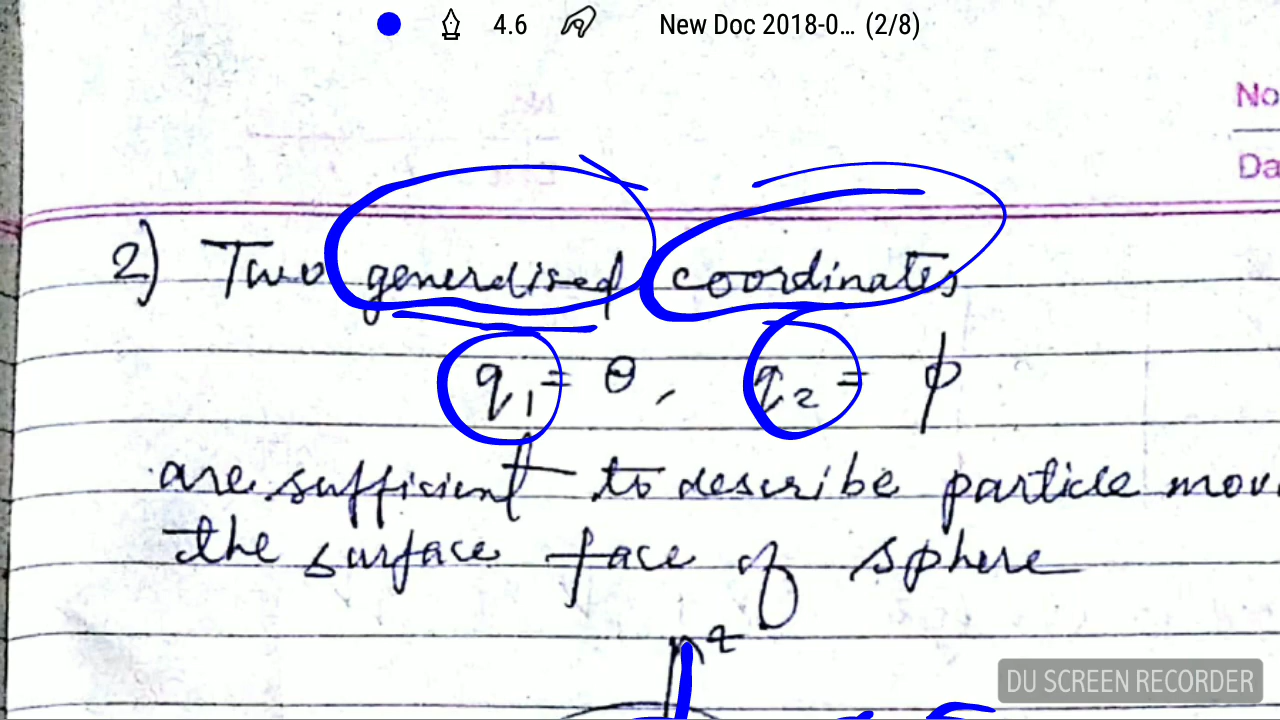 4.6 New Doc 2018-0... (2/8)
No
Da
2) Two generalised coordinates
q1 = θ, q2 = ϕ
are sufficient to describe particle mov
the surface face of sphere
z
DU SCREEN RECORDER